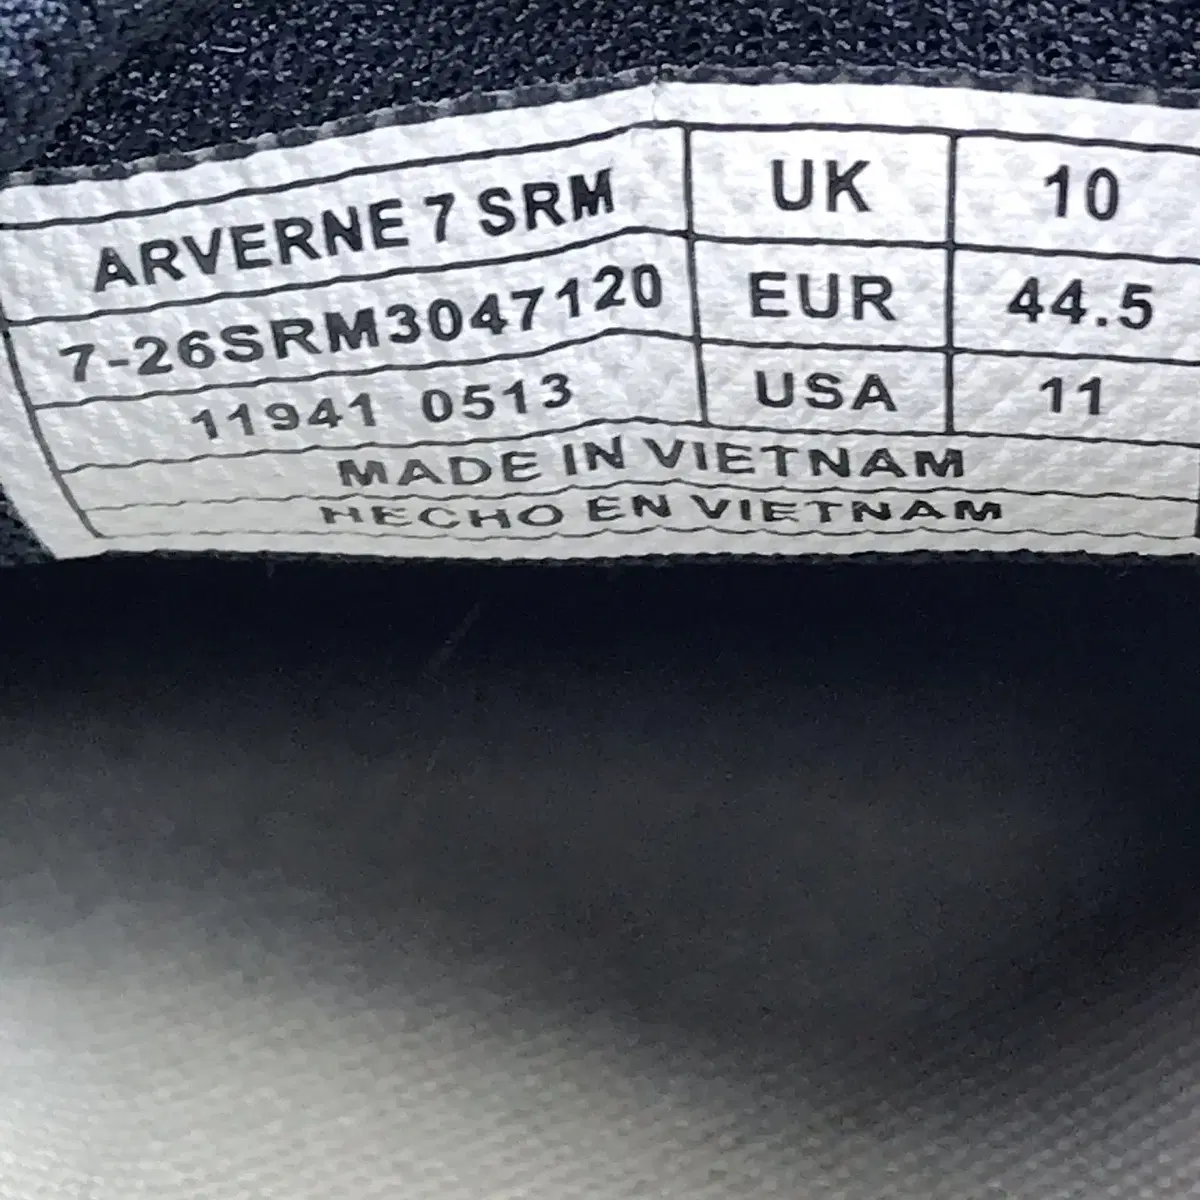 ARVERNE 7 SRM
7-26SRM3047120
11941 0513
UK 10
EUR 44.5
USA 11
MADE IN VIETNAM
HECHO EN VIETNAM